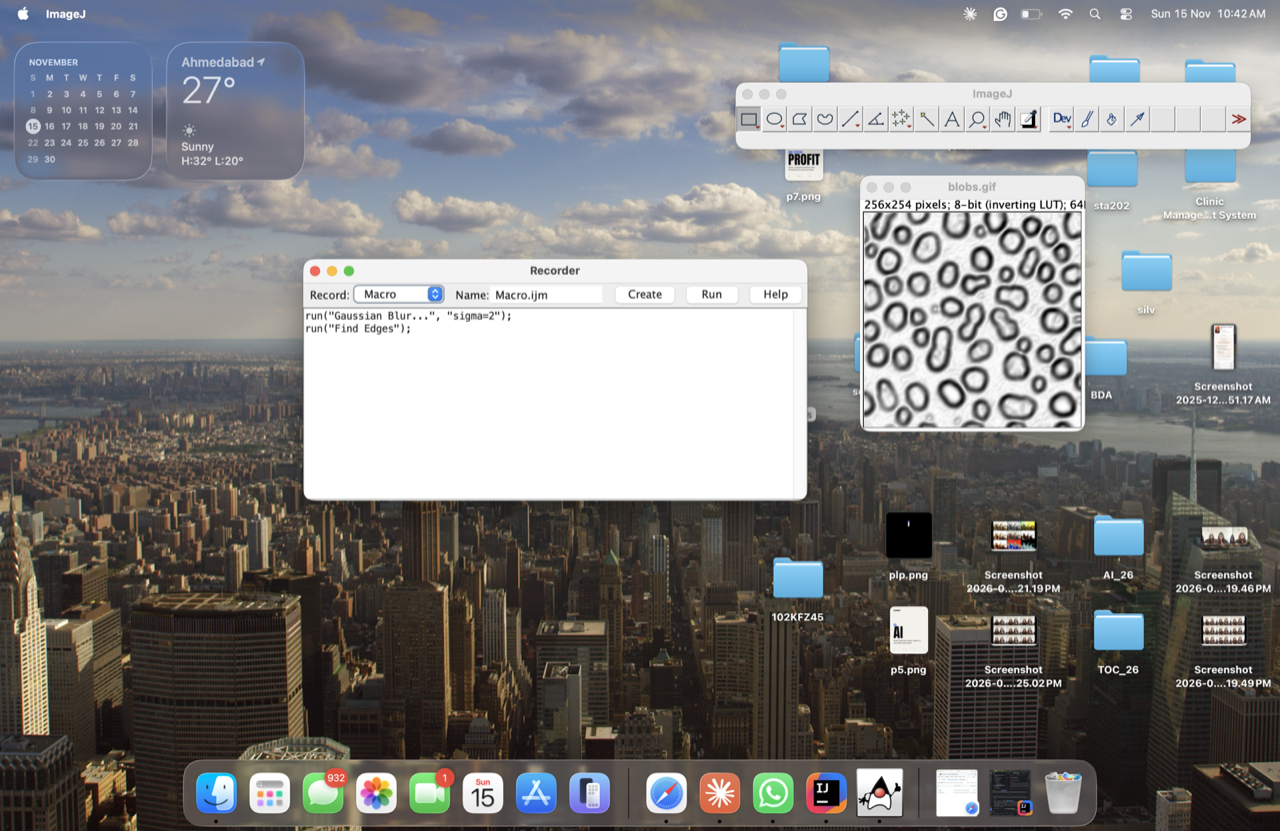 ImageJ
Sun 15 Nov 10:42 AM
NOVEMBER
S M T W T F S
1 2 3 4 5 6 7
8 9 10 11 12 13 14
15 16 17 18 19 20 21
22 23 24 25 26 27 28
29 30
Ahmedabad
27°
Sunny
H:32° L:20°
ImageJ
Dev
PROFIT
p7.png
sta202
Clinic
Manage...t System
blobs.gif
256x254 pixels; 8-bit (inverting LUT); 64
silv
BDA
Screenshot
2025-12...51.17 AM
Recorder
Record: Macro Name: Macro.ijm Create Run Help
run("Gaussian Blur...", "sigma=2");
run("Find Edges");
plp.png
Screenshot
2026-0....21.19 PM
AI_26
Screenshot
2026-0....19.46 PM
102KFZ45
AI
p5.png
Screenshot
2026-0....25.02 PM
TOC_26
Screenshot
2026-0....19.49 PM
932
1
Sun
15
IJ